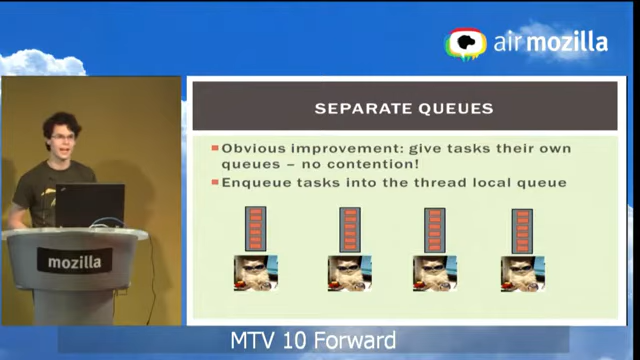 air mozilla
SEPARATE QUEUES
Obvious improvement: give tasks their own
queues – no contention!
Enqueue tasks into the thread local queue
mozilla
MTV 10 Forward